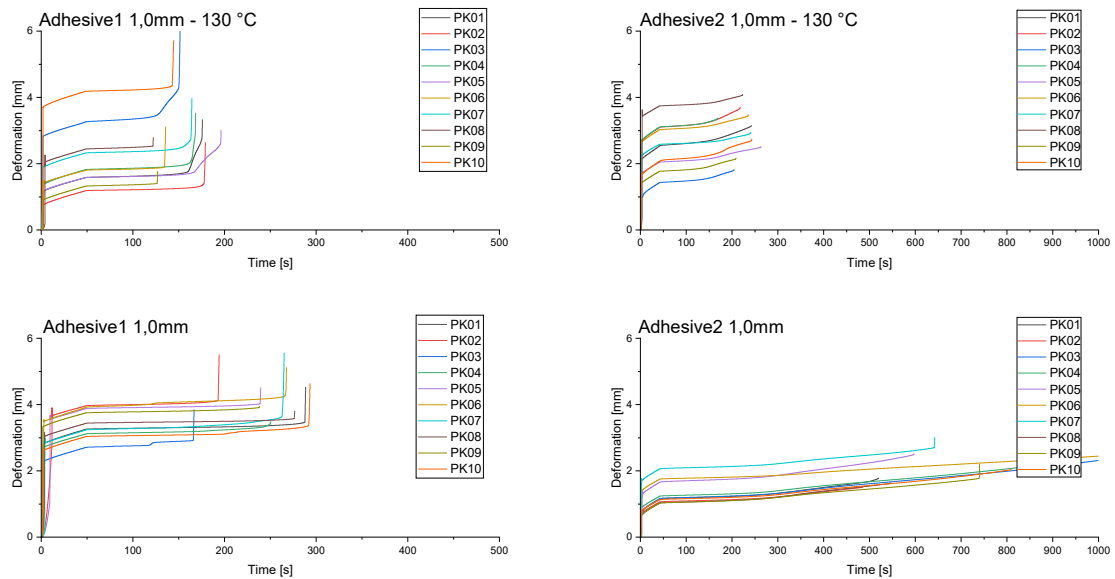 Adhesive1 1,0mm - 130 °C
Deformation [mm]
6
4
2
0
0 100 200 300 400 500
Time [s]
PK01
PK02
PK03
PK04
PK05
PK06
PK07
PK08
PK09
PK10
Adhesive2 1,0mm - 130 °C
Deformation [mm]
6
4
2
0
0 100 200 300 400 500 600 700 800 900 1000
Time [s]
PK01
PK02
PK03
PK04
PK05
PK06
PK07
PK08
PK09
PK10
Adhesive1 1,0mm
Deformation [mm]
6
4
2
0
0 100 200 300 400 500
Time [s]
PK01
PK02
PK03
PK04
PK05
PK06
PK07
PK08
PK09
PK10
Adhesive2 1,0mm
Deformation [mm]
6
4
2
0
0 100 200 300 400 500 600 700 800 900 1000
Time [s]
PK01
PK02
PK03
PK04
PK05
PK06
PK07
PK08
PK09
PK10